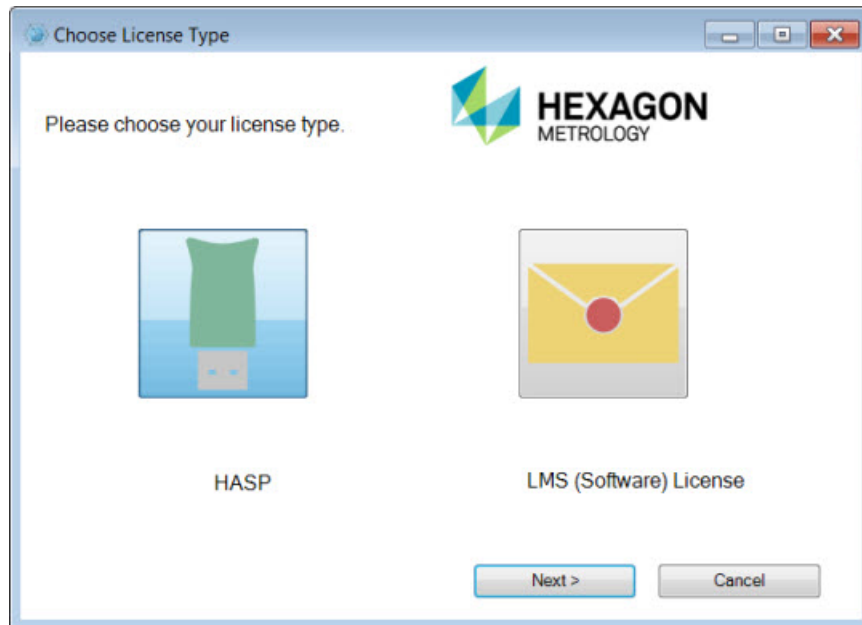 Choose License Type
Please choose your license type.
HEXAGON
METROLOGY
HASP
LMS (Software) License
Next >
Cancel